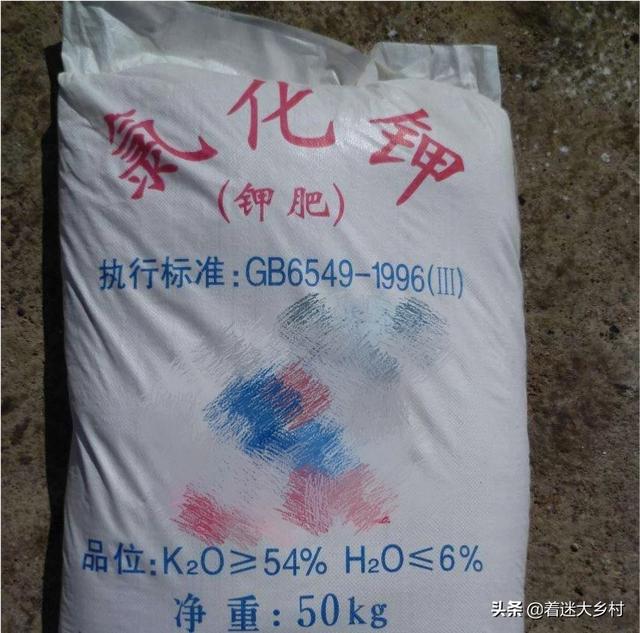 氯化钾
(钾肥)
执行标准:GB6549-1996(Ⅲ)
品位:K₂O≥54% H₂O≤6%
净重:50kg
头条@着迷大乡村